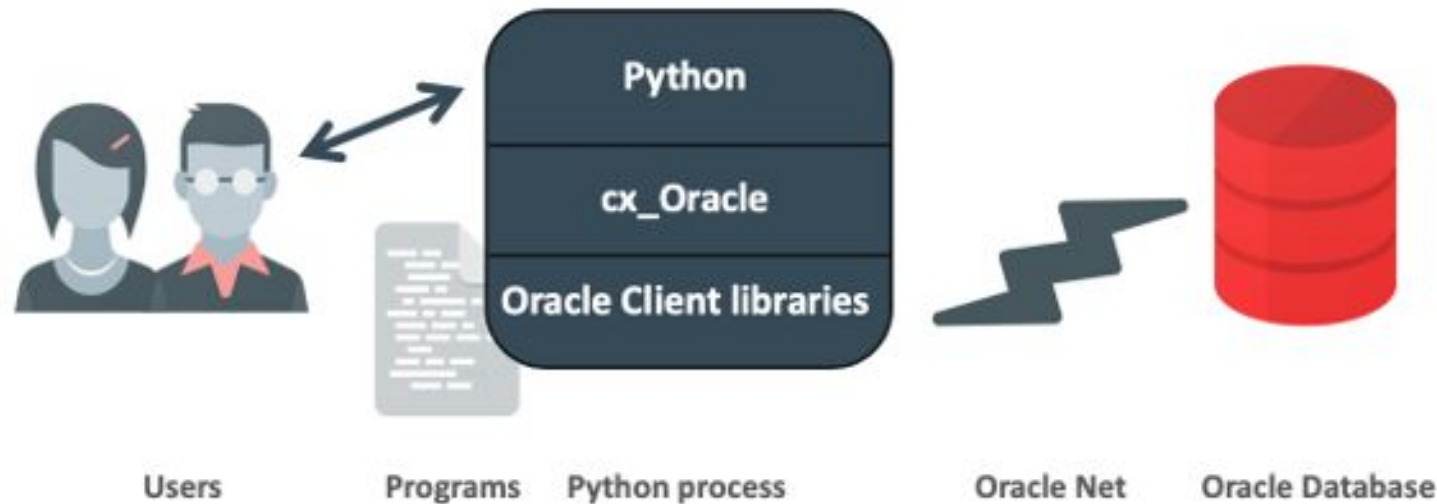 Python
cx_Oracle
Oracle Client libraries
Users
Programs
Python process
Oracle Net
Oracle Database